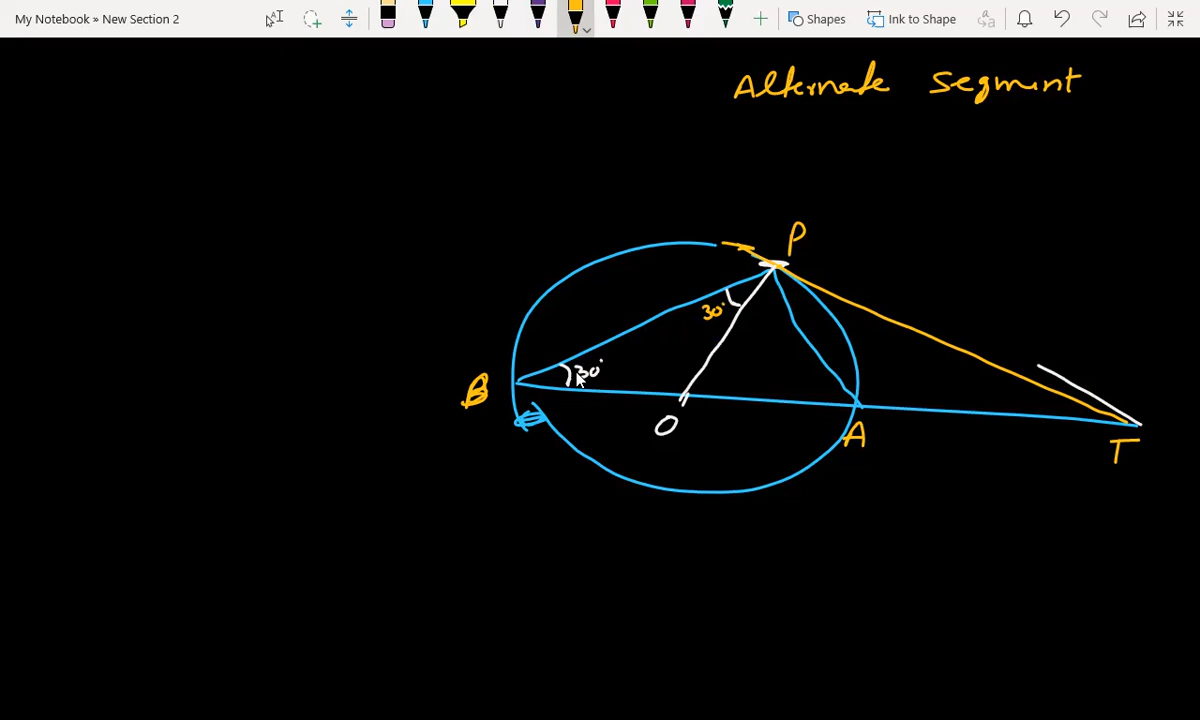 My Notebook » New Section 2
Shapes
Ink to Shape
Alternate Segment
P
30°
B
30°
O
A
T